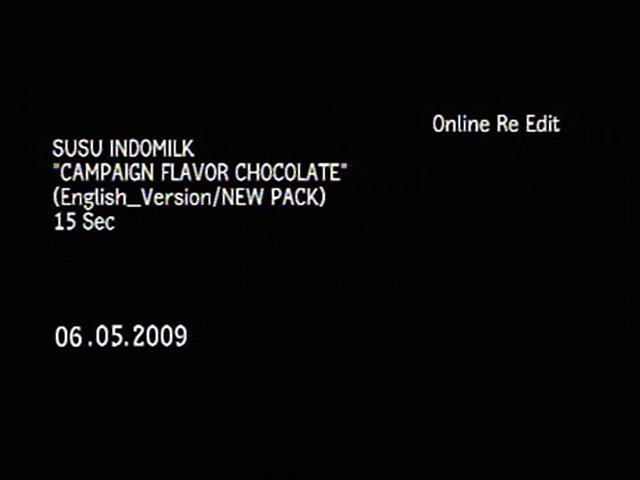 Online Re Edit
SUSU INDOMILK
"CAMPAIGN FLAVOR CHOCOLATE"
(English_Version/NEW PACK)
15 Sec
06.05.2009